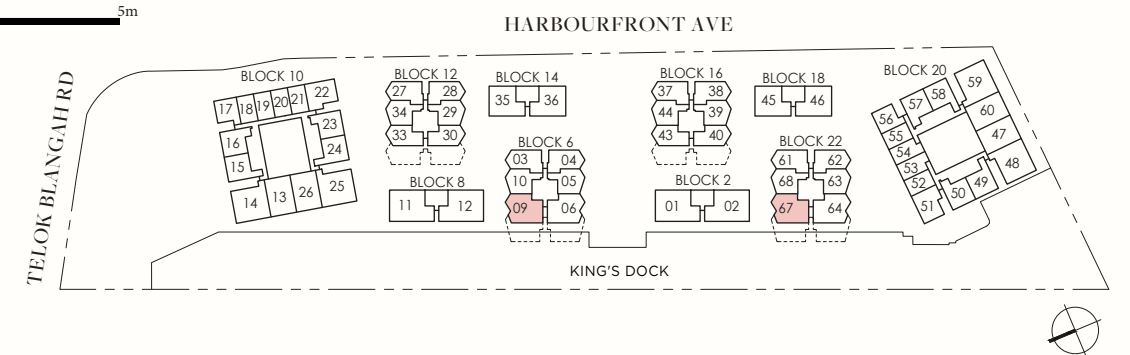 5m
HARBOURFRONT AVE
TELOK BLANGAH RD
BLOCK 10
17 18 19 20 21 22
16 23
15 24
14 13 26 25
BLOCK 12
27 28
34 29
33 30
BLOCK 14
35 36
BLOCK 16
37 38
44 39
43 40
BLOCK 18
45 46
BLOCK 20
59
58
57
60
56
55
47
54
53
48
52
49
50
51
BLOCK 8
11 12
BLOCK 6
03 04
10 05
09 06
BLOCK 2
01 02
BLOCK 22
61 62
68 63
67 64
KING'S DOCK